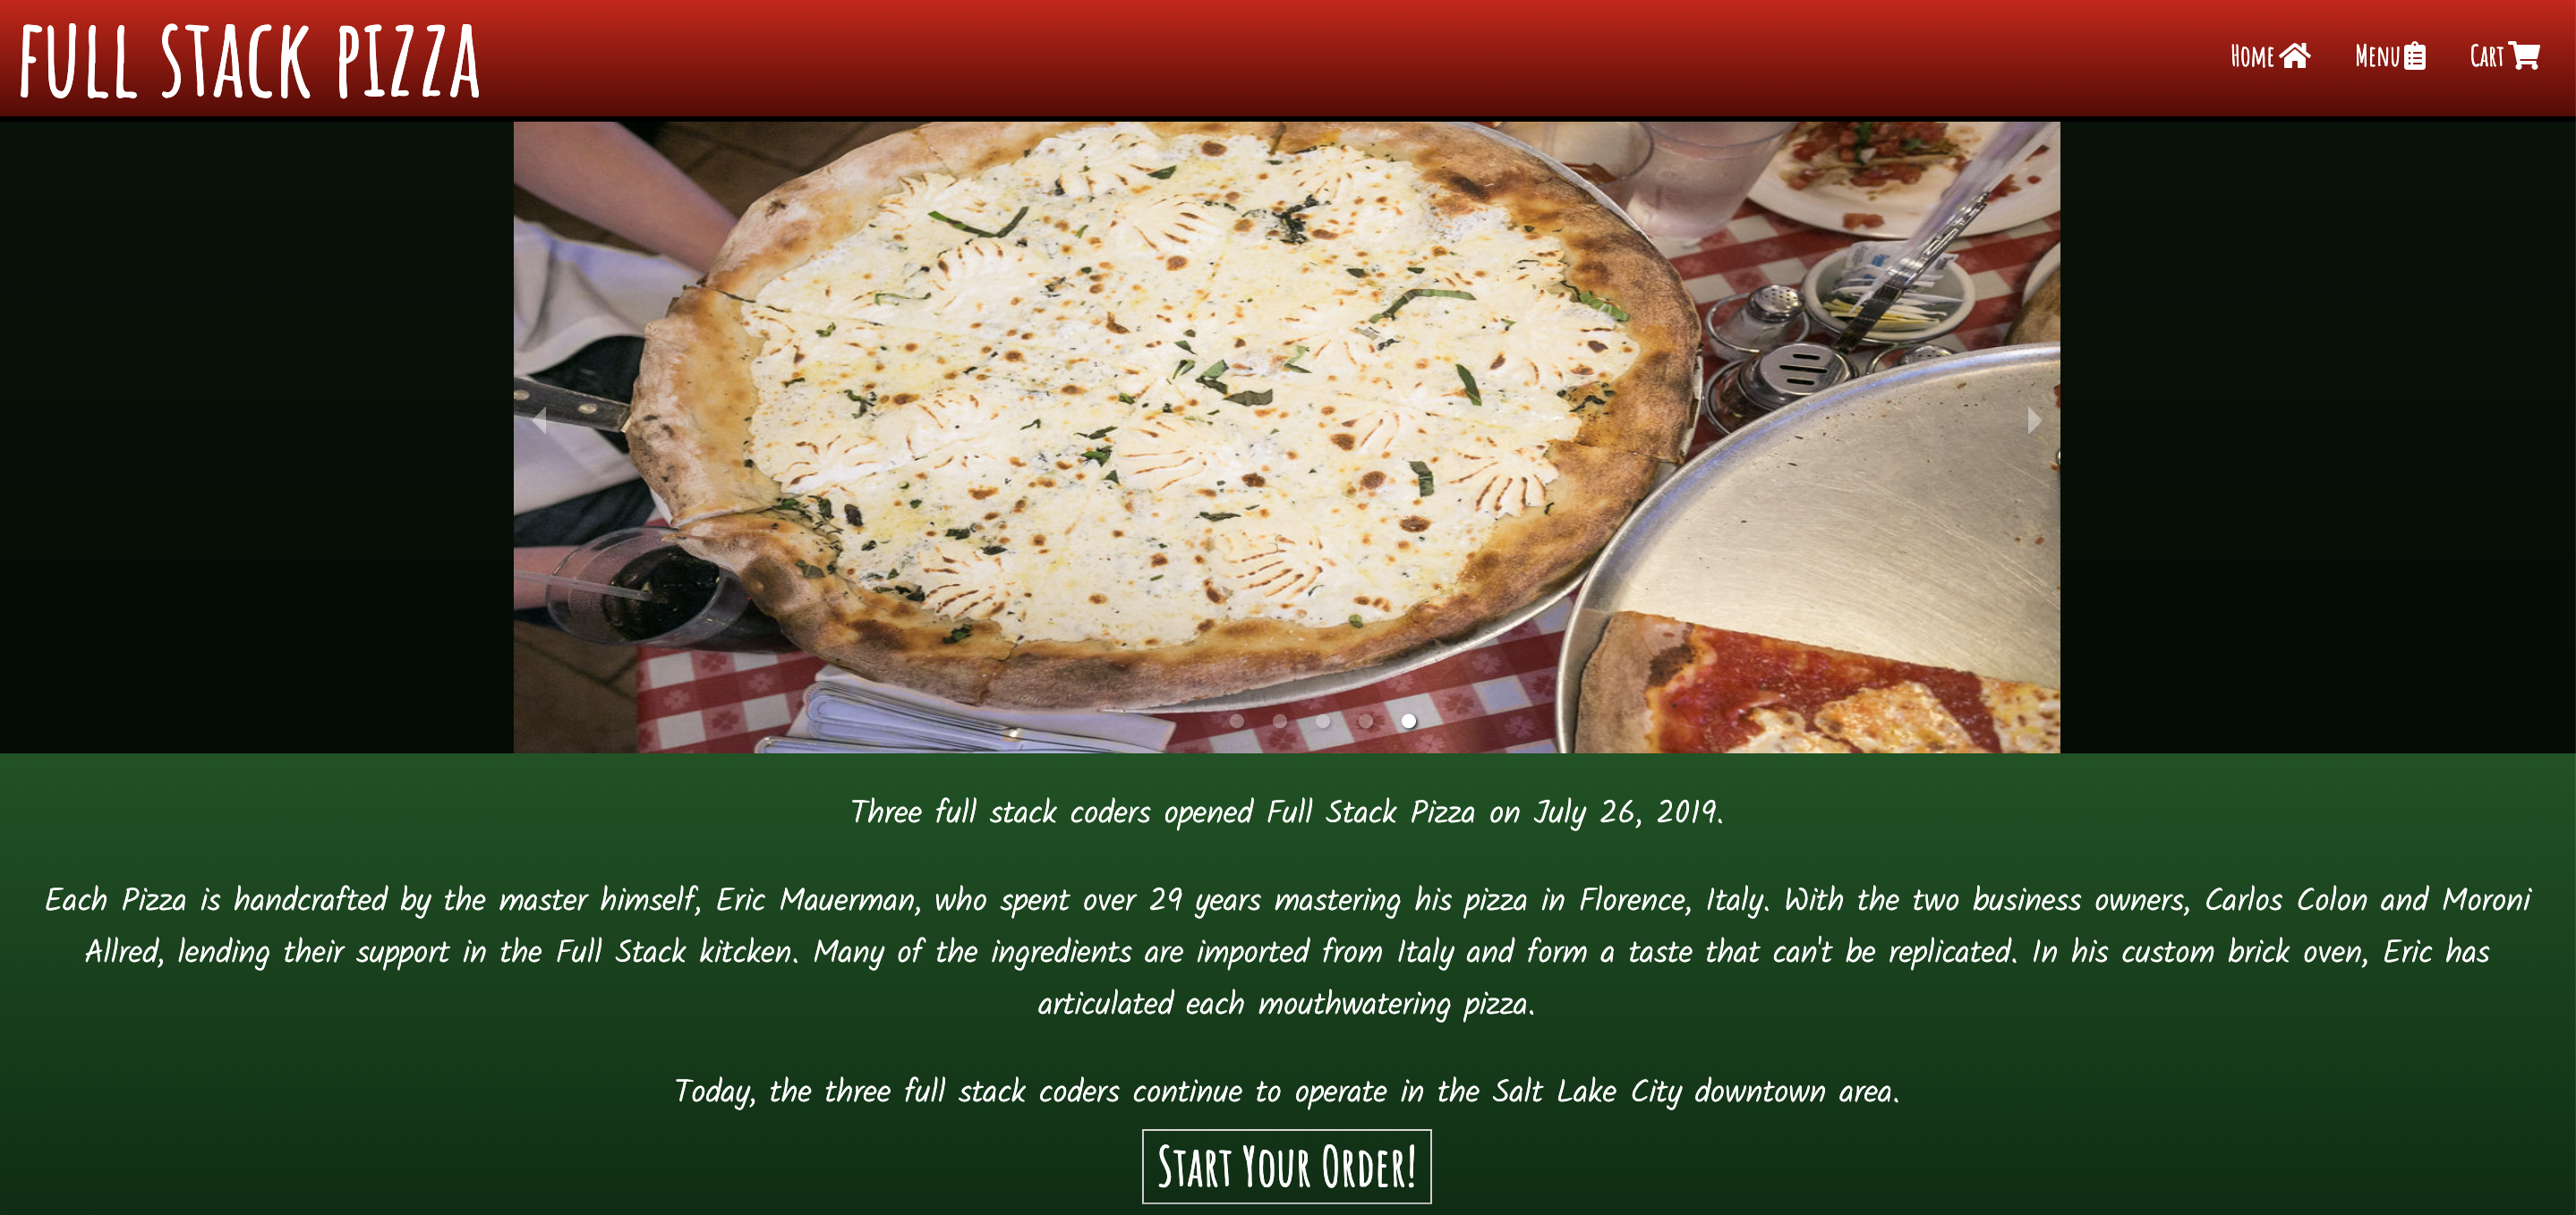 FULL STACK PIZZA
Home
Menu
Cart
Three full stack coders opened Full Stack Pizza on July 26, 2019.
Each Pizza is handcrafted by the master himself, Eric Mauerman, who spent over 29 years mastering his pizza in Florence, Italy. With the two business owners, Carlos Colon and Moroni
Allred, lending their support in the Full Stack kitcken. Many of the ingredients are imported from Italy and form a taste that can't be replicated. In his custom brick oven, Eric has
articulated each mouthwatering pizza.
Today, the three full stack coders continue to operate in the Salt Lake City downtown area.
Start Your Order!